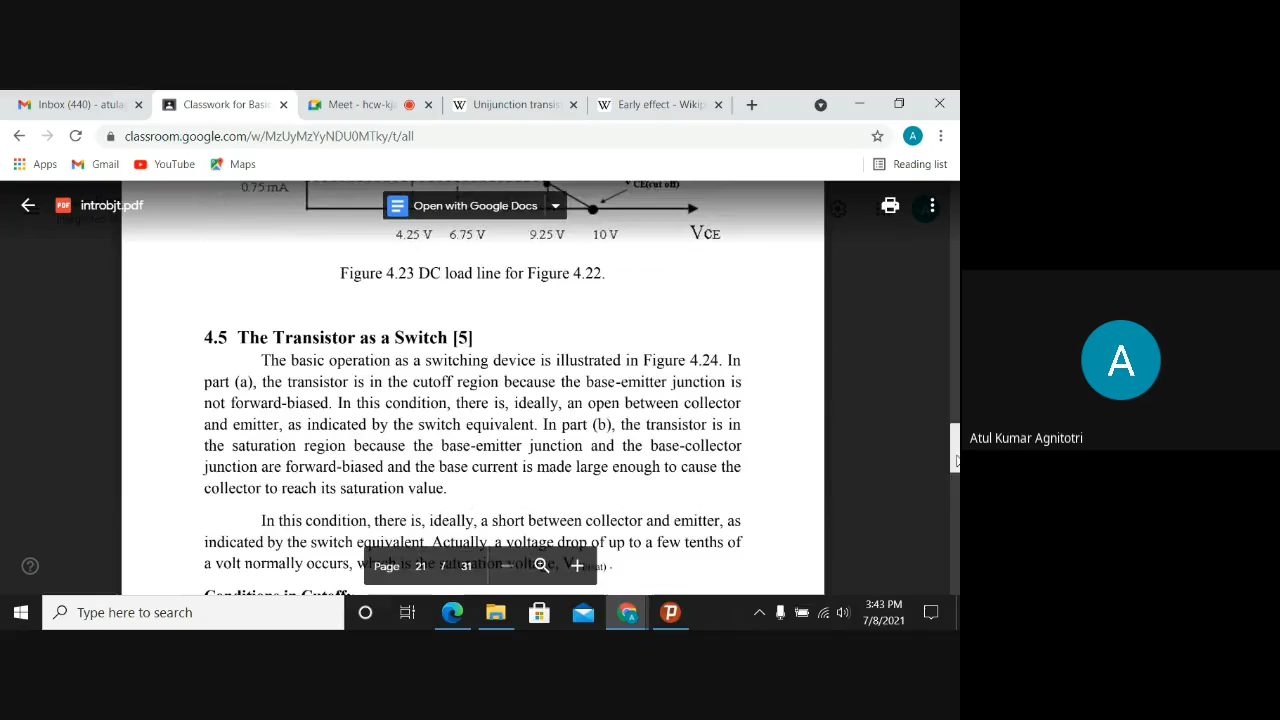 Inbox (440) - atula
Classwork for Basic
Meet - hcw-kj
Unijunction transis
Early effect - Wikip
classroom.google.com/w/MzUyMzYyNDU0MTky/t/all
A
Apps Gmail YouTube Maps Reading list
0.75 mA
CE(cut off)
PDF introbjt.pdf
Open with Google Docs
4.25 V 6.75 V 9.25 V 10 V VCE
Figure 4.23 DC load line for Figure 4.22.
4.5 The Transistor as a Switch [5]
The basic operation as a switching device is illustrated in Figure 4.24. In
part (a), the transistor is in the cutoff region because the base-emitter junction is
not forward-biased. In this condition, there is, ideally, an open between collector
and emitter, as indicated by the switch equivalent. In part (b), the transistor is in
the saturation region because the base-emitter junction and the base-collector
junction are forward-biased and the base current is made large enough to cause the
collector to reach its saturation value.
In this condition, there is, ideally, a short between collector and emitter, as
indicated by the switch equivalent. Actually, a voltage drop of up to a few tenths of
a volt normally occurs, which is the saturation voltage,
Page 21 / 31
Conditions in Cutoff:
Type here to search
3:43 PM
7/8/2021
A
Atul Kumar Agnitotri